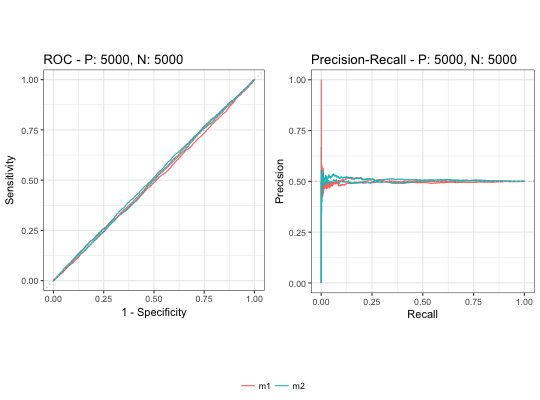 ROC - P: 5000, N: 5000
1.00
0.75
0.50
0.25
0.00
Sensitivity
0.00 0.25 0.50 0.75 1.00
1 - Specificity
Precision-Recall - P: 5000, N: 5000
1.00
0.75
0.50
0.25
0.00
Precision
0.00 0.25 0.50 0.75 1.00
Recall
m1 m2